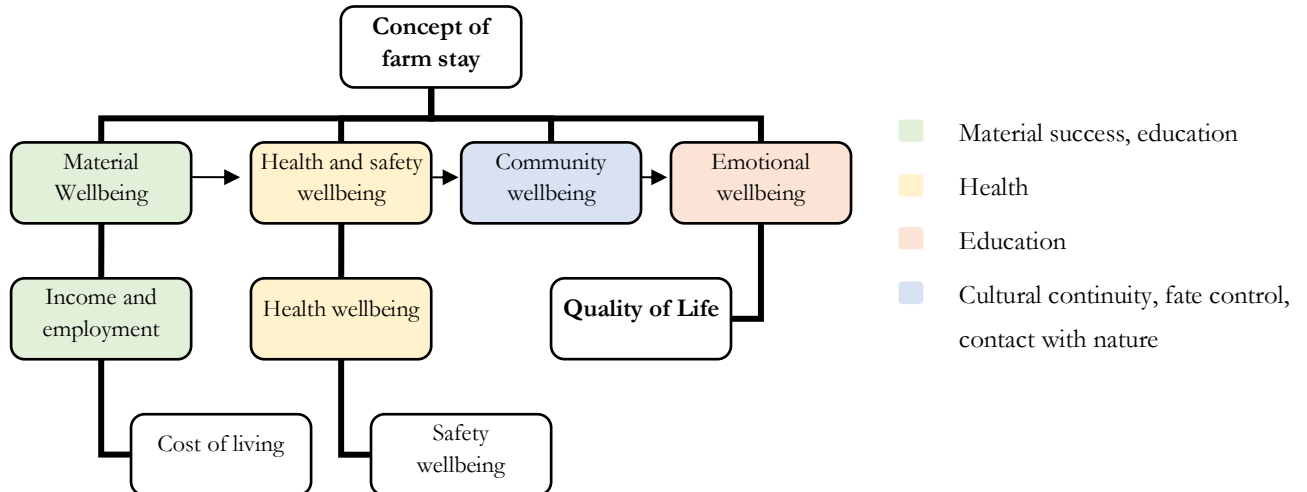 Concept of
farm stay
Material
Wellbeing
Health and safety
wellbeing
Community
wellbeing
Emotional
wellbeing
Income and
employment
Health wellbeing
Quality of Life
Cost of living
Safety
wellbeing
Material success, education
Health
Education
Cultural continuity, fate control,
contact with nature